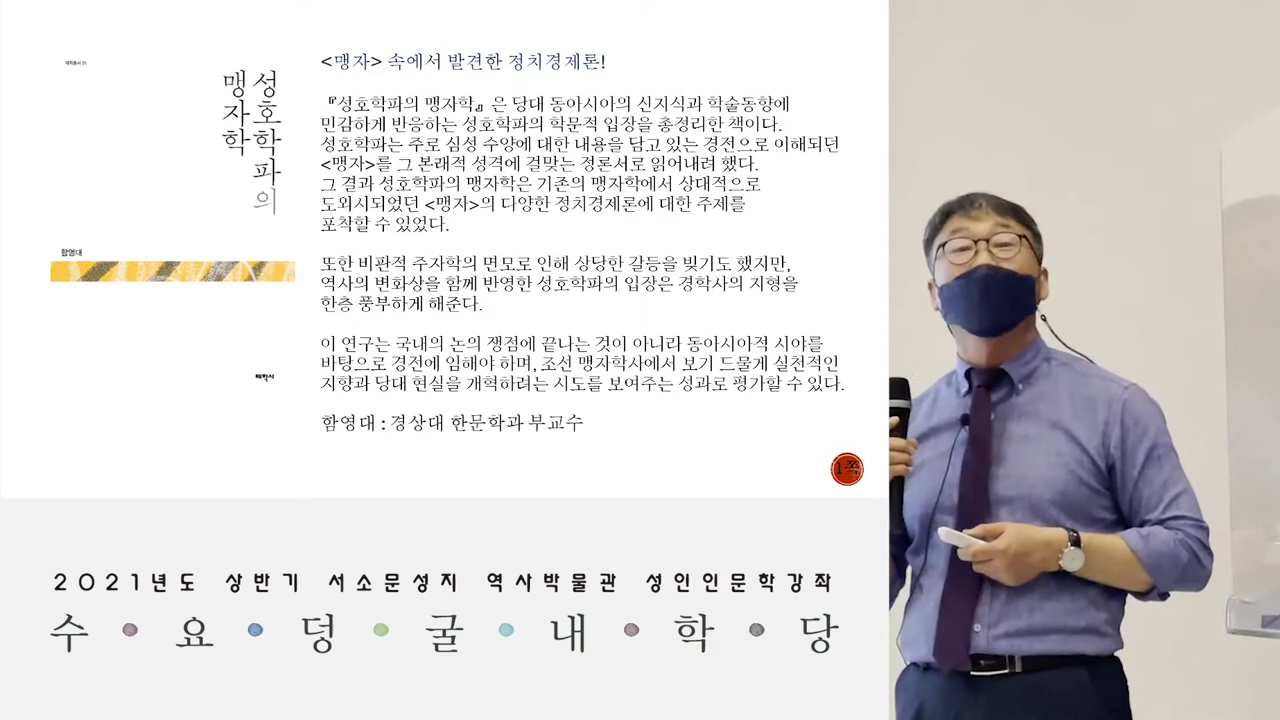 태학총서 31
성호학파의
맹자학
함영대
태학사
<맹자> 속에서 발견한 정치경제론!
『성호학파의 맹자학』은 당대 동아시아의 신지식과 학술동향에
민감하게 반응하는 성호학파의 학문적 입장을 총정리한 책이다.
성호학파는 주로 심성 수양에 대한 내용을 담고 있는 경전으로 이해되던
<맹자>를 그 본래적 성격에 걸맞는 정론서로 읽어내려 했다.
그 결과 성호학파의 맹자학은 기존의 맹자학에서 상대적으로
도외시되었던 <맹자>의 다양한 정치경제론에 대한 주제를
포착할 수 있었다.
또한 비판적 주자학의 면모로 인해 상당한 갈등을 빚기도 했지만,
역사의 변화상을 함께 반영한 성호학파의 입장은 경학사의 지형을
한층 풍부하게 해준다.
이 연구는 국내의 논의 쟁점에 끝나는 것이 아니라 동아시아적 시야를
바탕으로 경전에 임해야 하며, 조선 맹자학사에서 보기 드물게 실천적인
지향과 당대 현실을 개혁하려는 시도를 보여주는 성과로 평가할 수 있다.
함영대 : 경상대 한문학과 부교수
1쪽
2021년도 상반기 서소문성지 역사박물관 성인인문학강좌
수·요·덩·굴·내·학·당